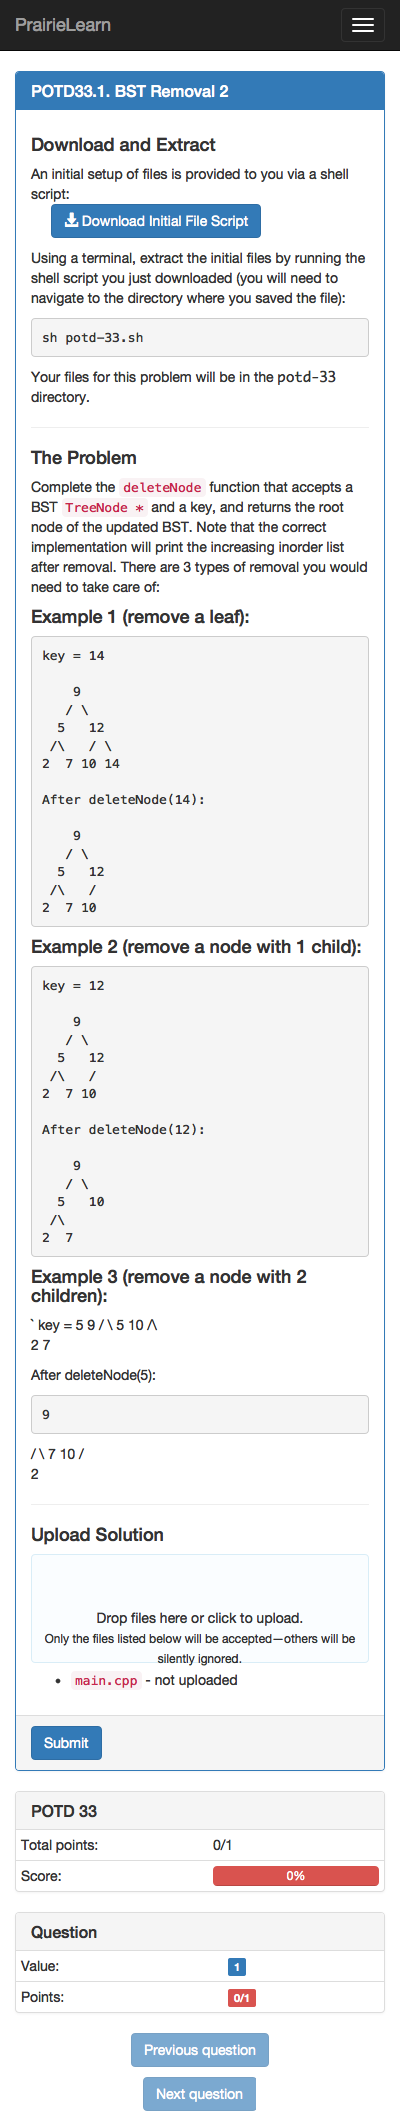 PrairieLearn
POTD33.1. BST Removal 2
Download and Extract
An initial setup of files is provided to you via a shell
script:
Download Initial File Script
Using a terminal, extract the initial files by running the
shell script you just downloaded (you will need to
navigate to the directory where you saved the file):
sh potd-33.sh
Your files for this problem will be in the potd-33
directory.
The Problem
Complete the deleteNode function that accepts a
BST TreeNode * and a key, and returns the root
node of the updated BST. Note that the correct
implementation will print the increasing inorder list
after removal. There are 3 types of removal you would
need to take care of:
Example 1 (remove a leaf):
key = 14
    9
   / \
  5   12
 /\   / \
2  7 10 14
After deleteNode(14):
    9
   / \
  5   12
 /\   /
2  7 10
Example 2 (remove a node with 1 child):
key = 12
    9
   / \
  5   12
 /\   /
2  7 10
After deleteNode(12):
    9
   / \
  5   10
 /\
2  7
Example 3 (remove a node with 2
children):
` key = 5 9 / \ 5 10 /\
2 7
After deleteNode(5):
9
/ \ 7 10 /
2
Upload Solution
Drop files here or click to upload.
Only the files listed below will be accepted—others will be
silently ignored.
• main.cpp - not uploaded
Submit
POTD 33
Total points: 0/1
Score: 0%
Question
Value: 1
Points: 0/1
Previous question
Next question